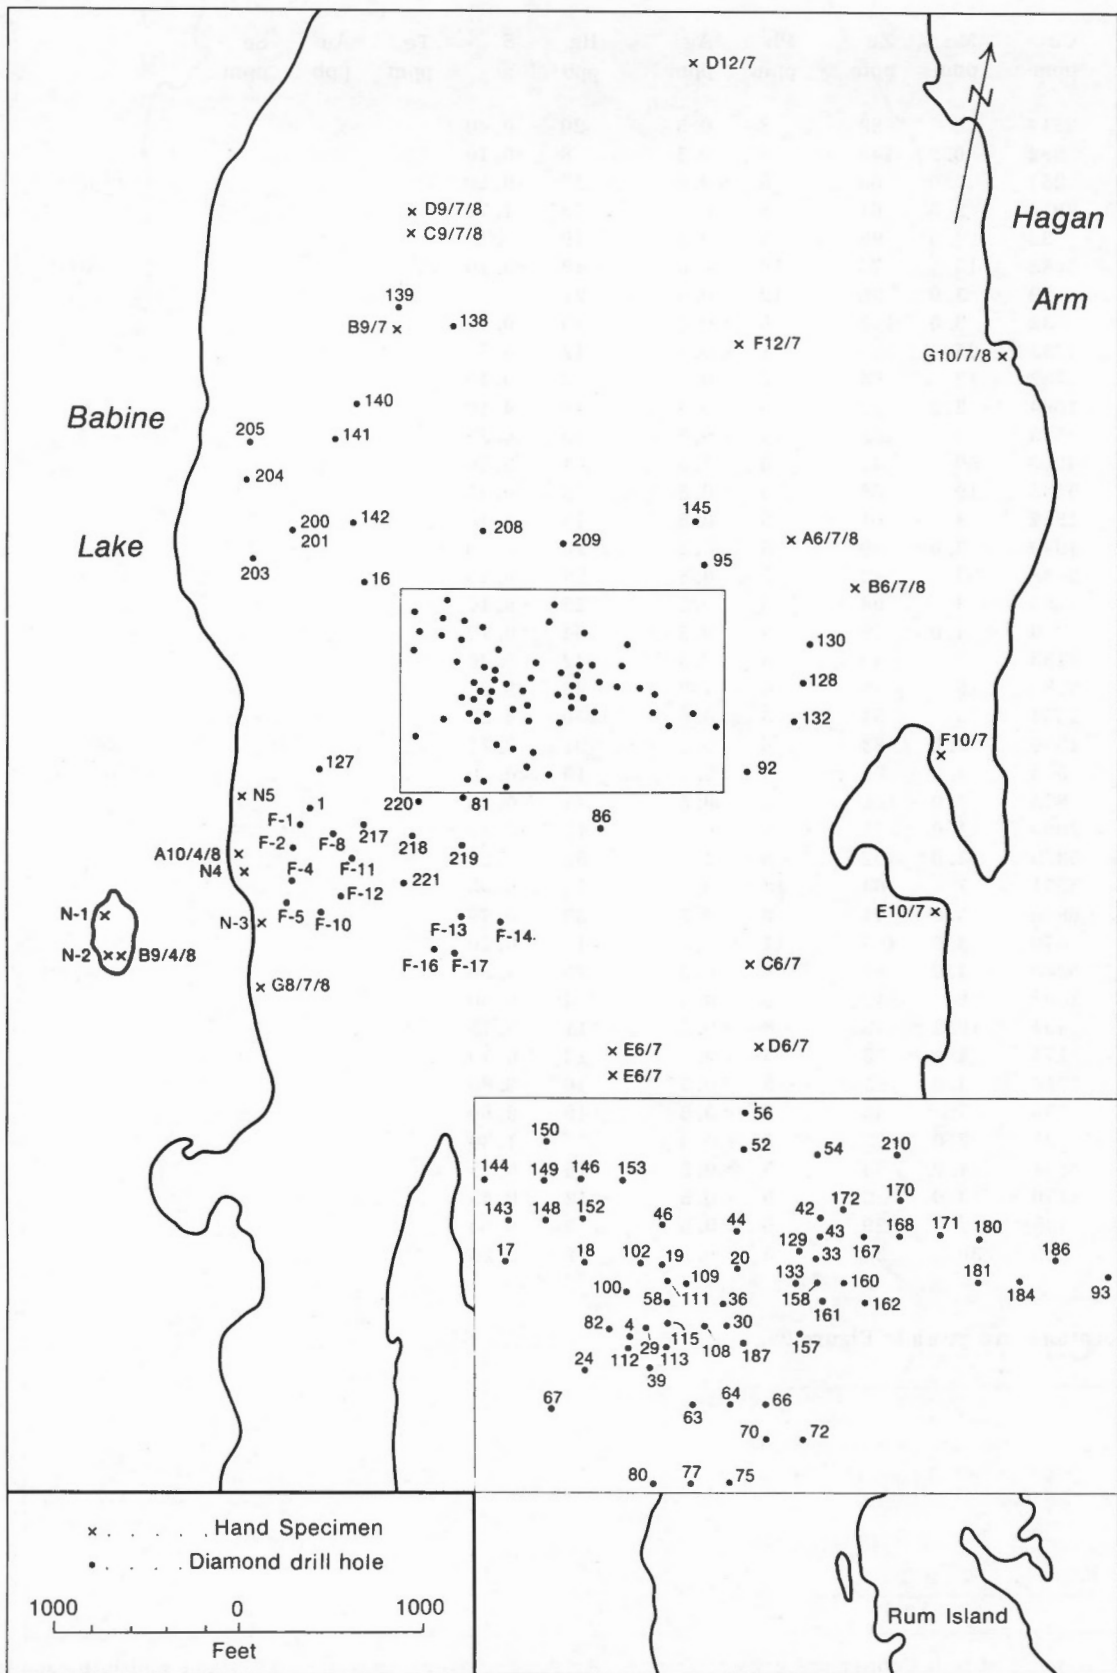 D12/7
N
Hagan
Arm
D9/7/8
C9/7/8
139
B9/7
138
F12/7
G10/7/8
Babine
Lake
140
205
141
204
200
201
142
208
209
145
A6/7/8
203
16
95
B6/7/8
130
128
132
F10/7
127
92
N5
1
220
81
86
F-1
F-2
F-8
217
218
219
A10/4/8
N4
F-4
F-11
F-12
221
N-1
F-5
F-10
N-3
F-13
F-14
E10/7
N-2
B9/4/8
F-16
F-17
C6/7
G8/7/8
E6/7
D6/7
E6/7
56
150
52
54
210
144
149
146
153
172
170
143
148
152
46
44
42
43
168
171
180
17
18
102
19
20
129
33
167
186
100
109
133
160
181
58
111
36
158
162
184
93
161
82
4
115
30
112
29
113
108
187
157
24
39
67
63
64
66
70
72
80
77
75
x . . . . . . Hand Specimen
• . . . . . Diamond drill hole
1000 0 1000
Feet
Rum Island